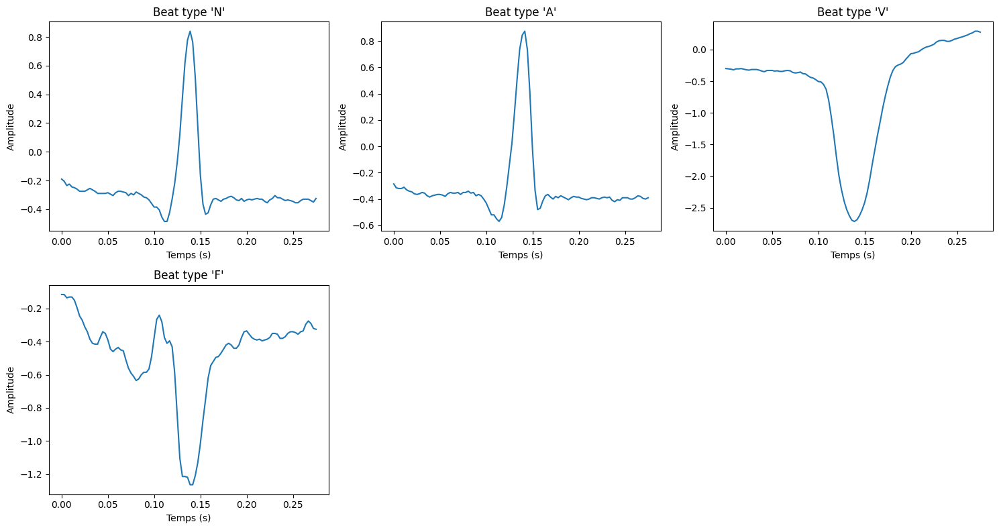 Beat type 'N'
Amplitude
0.8
0.6
0.4
0.2
0.0
−0.2
−0.4
0.00 0.05 0.10 0.15 0.20 0.25
Temps (s)
Beat type 'A'
Amplitude
0.8
0.6
0.4
0.2
0.0
−0.2
−0.4
−0.6
0.00 0.05 0.10 0.15 0.20 0.25
Temps (s)
Beat type 'V'
Amplitude
0.0
−0.5
−1.0
−1.5
−2.0
−2.5
0.00 0.05 0.10 0.15 0.20 0.25
Temps (s)
Beat type 'F'
Amplitude
−0.2
−0.4
−0.6
−0.8
−1.0
−1.2
0.00 0.05 0.10 0.15 0.20 0.25
Temps (s)